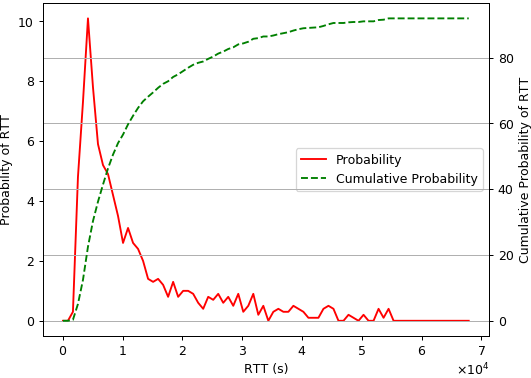 10
8
6
4
2
0
Probability of RTT
80
60
40
20
0
Cumulative Probability of RTT
Probability
Cumulative Probability
0 1 2 3 4 5 6 7
RTT (s)
×10⁴